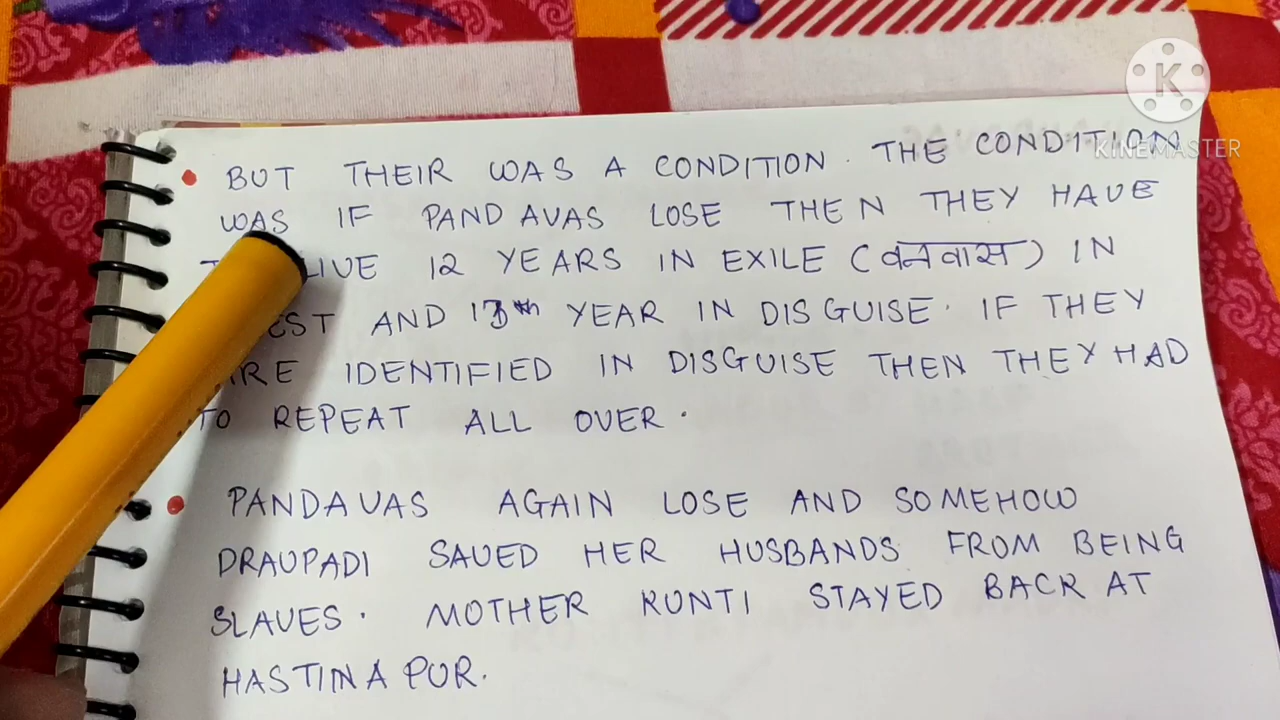 BUT THEIR WAS A CONDITION. THE CONDITION
WAS IF PANDAVAS LOSE THEN THEY HAVE
LIVE 12 YEARS IN EXILE (वनवास) IN
AND 13th YEAR IN DISGUISE. IF THEY
ARE IDENTIFIED IN DISGUISE THEN THEY HAD
TO REPEAT ALL OVER.
PANDAVAS AGAIN LOSE AND SOMEHOW
DRAUPADI SAVED HER HUSBANDS FROM BEING
SLAVES. MOTHER KUNTI STAYED BACK AT
HASTINAPUR.
K
KINEMASTER